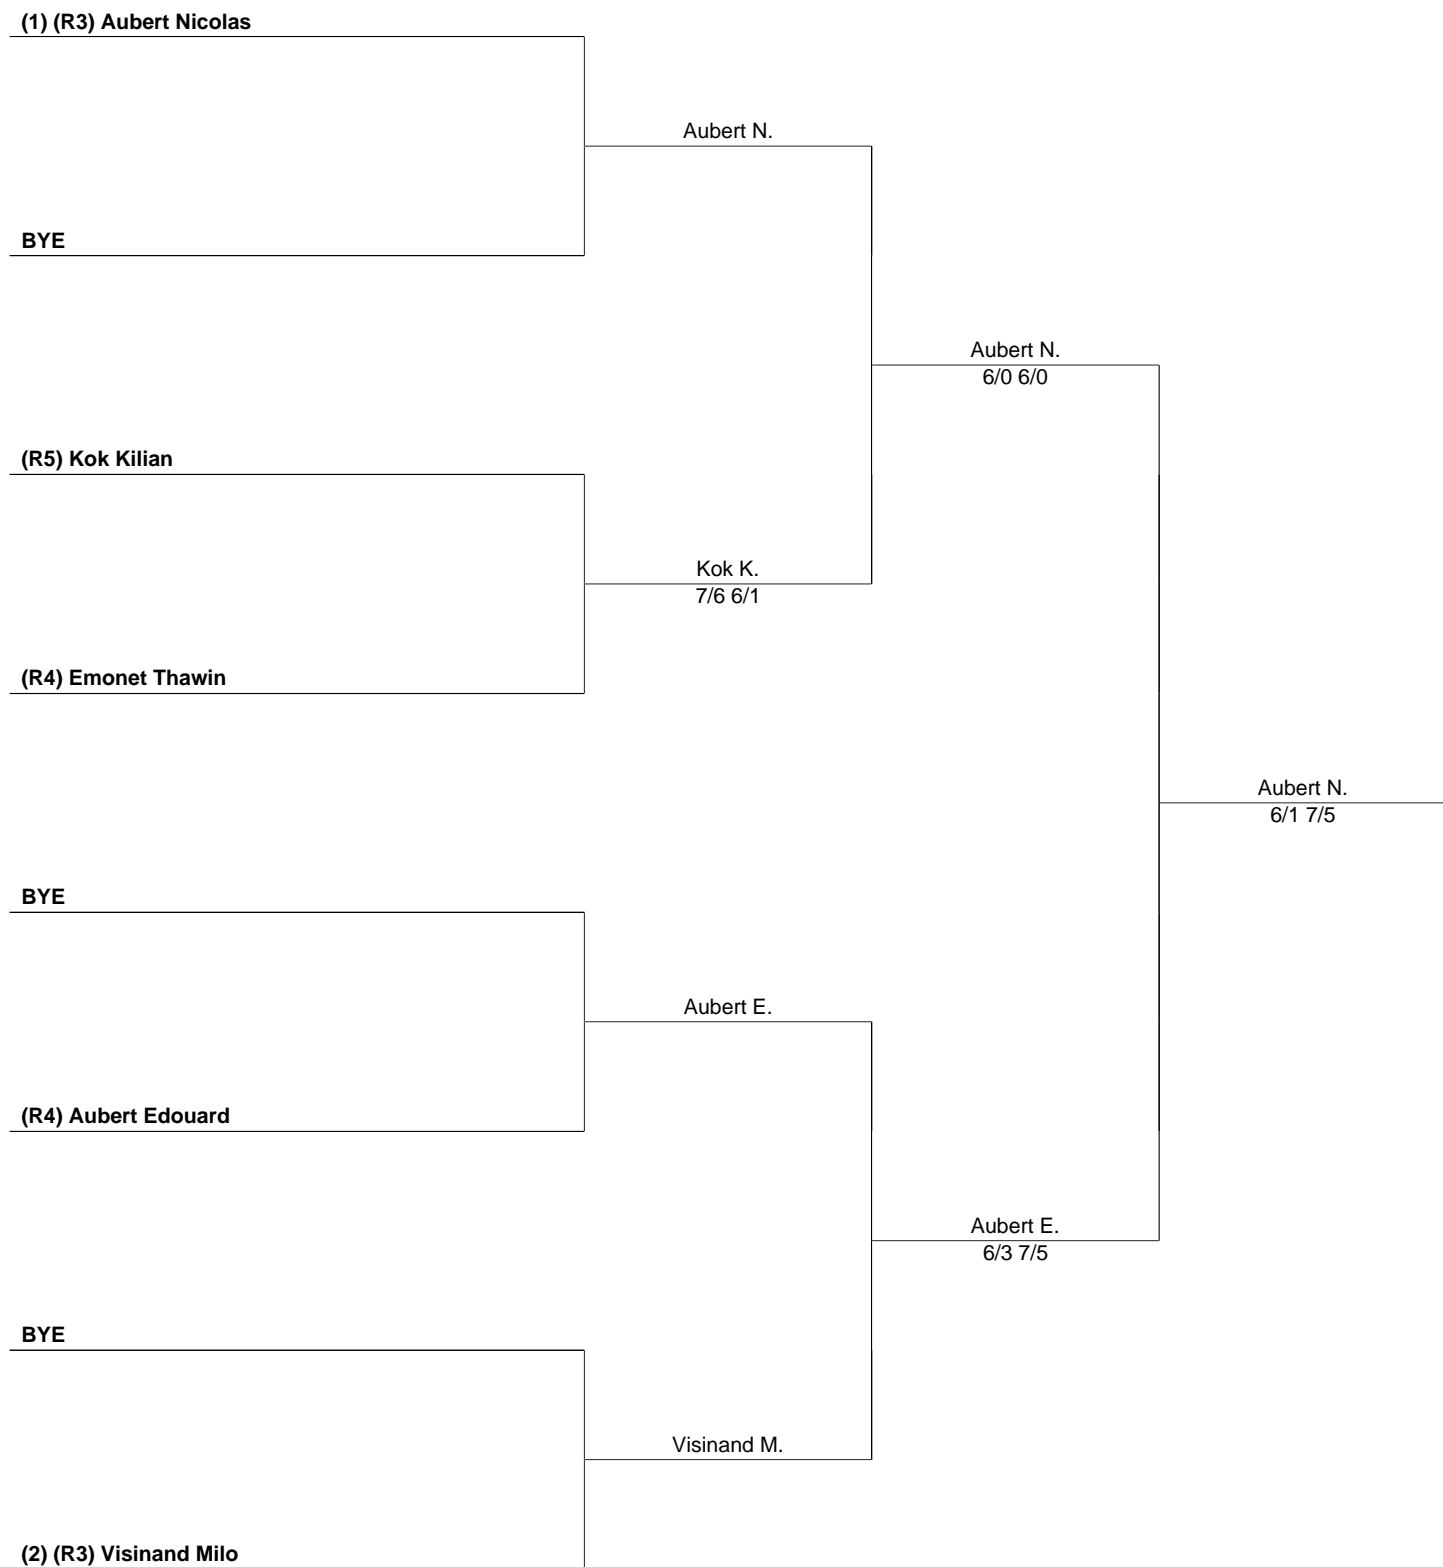 (1) (R3) Aubert Nicolas
Aubert N.
BYE
Aubert N.
6/0 6/0
(R5) Kok Kilian
Kok K.
7/6 6/1
(R4) Emonet Thawin
Aubert N.
6/1 7/5
BYE
Aubert E.
(R4) Aubert Edouard
Aubert E.
6/3 7/5
BYE
Visinand M.
(2) (R3) Visinand Milo